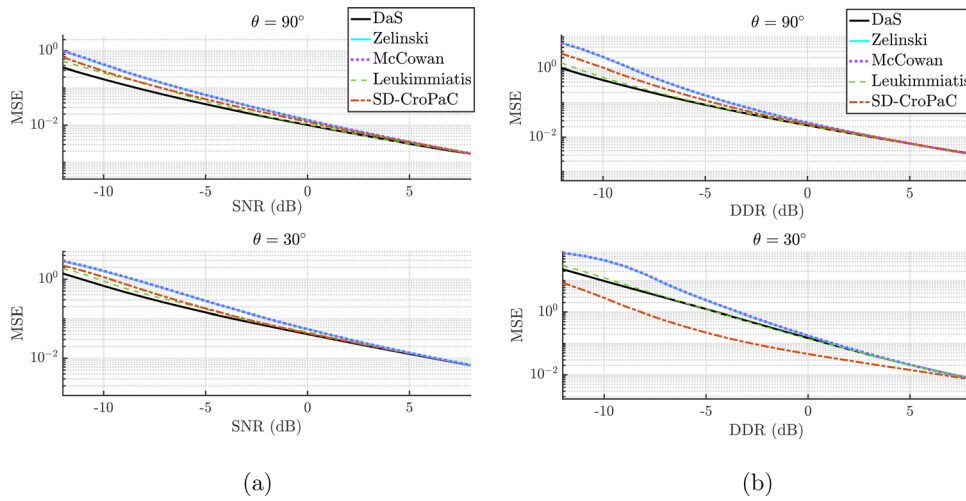 θ = 90°
DaS
Zelinski
McCowan
Leukimmiatis
SD-CroPaC
MSE
10^0
10^-2
-10 -5 0 5
SNR (dB)
θ = 30°
MSE
10^0
10^-2
-10 -5 0 5
SNR (dB)
(a)
θ = 90°
DaS
Zelinski
McCowan
Leukimmiatis
SD-CroPaC
MSE
10^0
10^-2
-10 -5 0 5
DDR (dB)
θ = 30°
MSE
10^0
10^-2
-10 -5 0 5
DDR (dB)
(b)